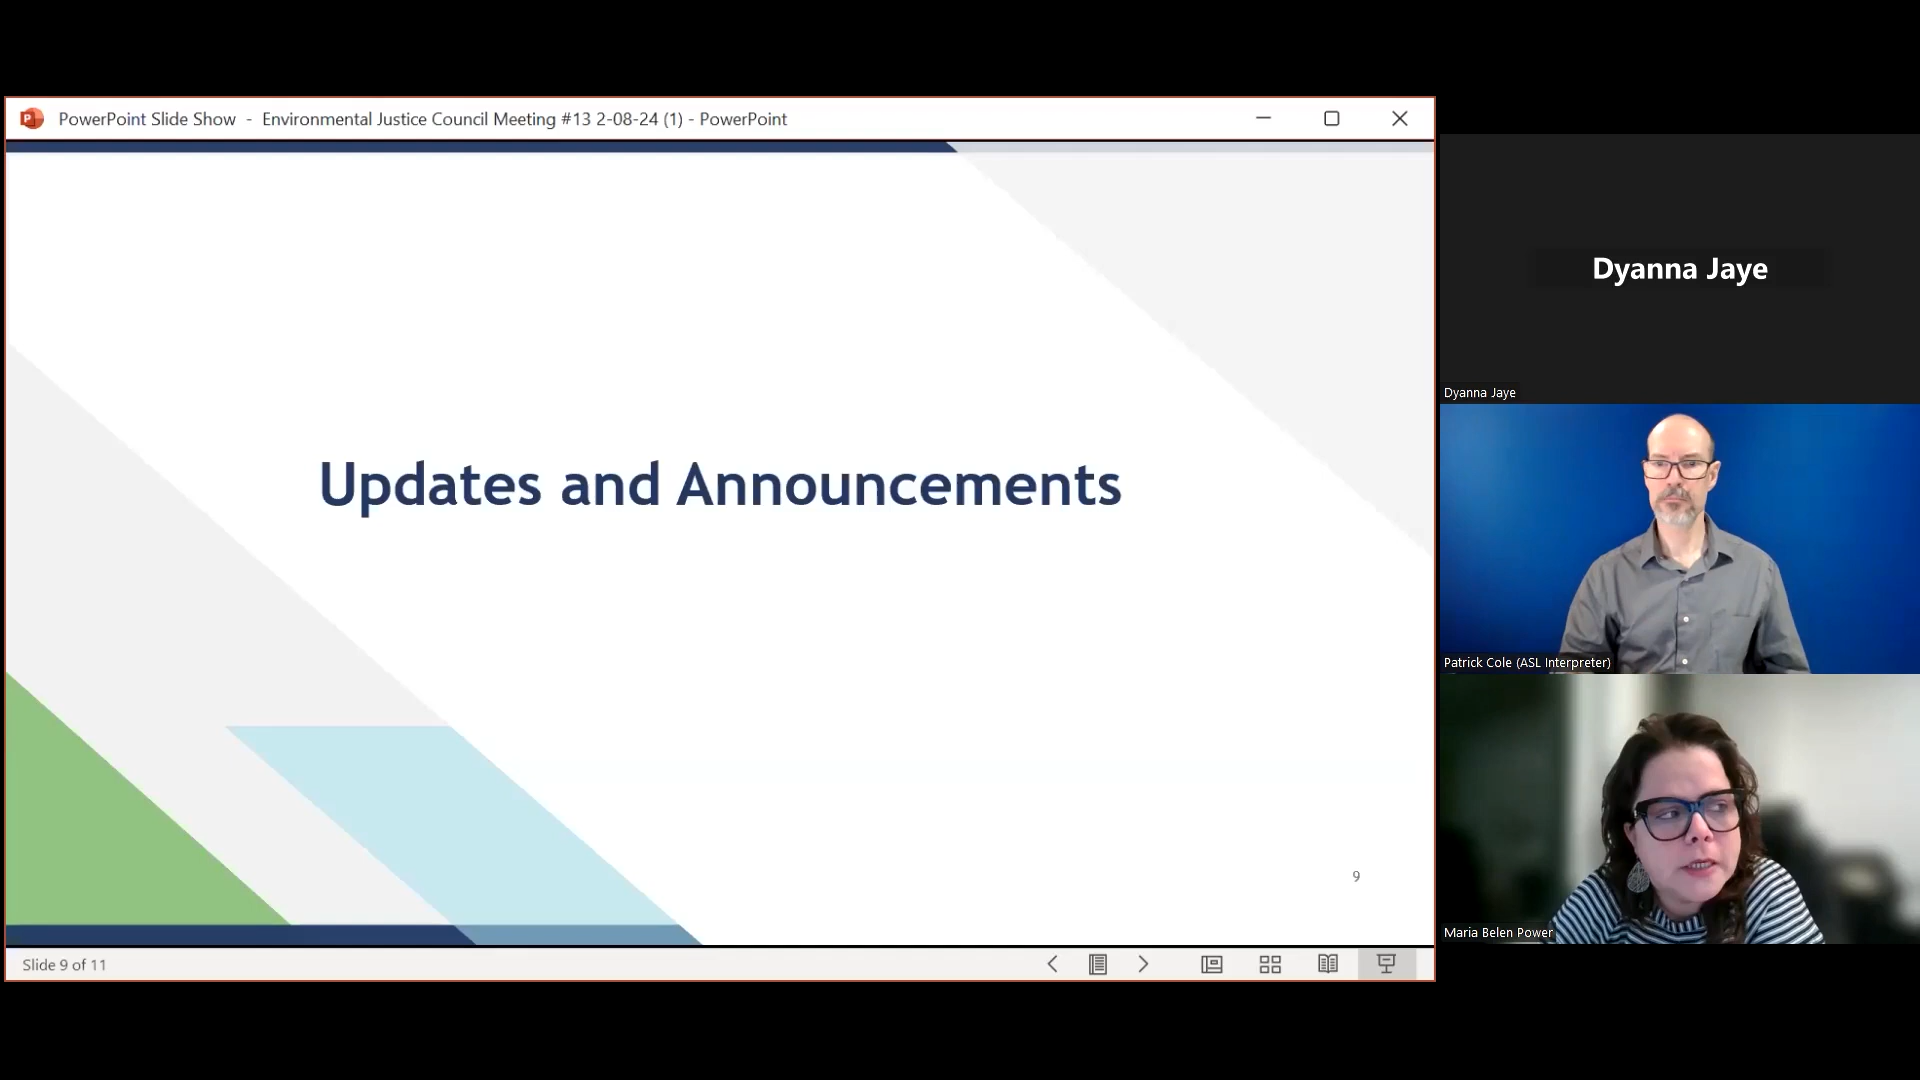 PowerPoint Slide Show - Environmental Justice Council Meeting #13 2-08-24 (1) - PowerPoint
Updates and Announcements
9
Slide 9 of 11
Dyanna Jaye
Dyanna Jaye
Patrick Cole (ASL Interpreter)
Maria Belen Power